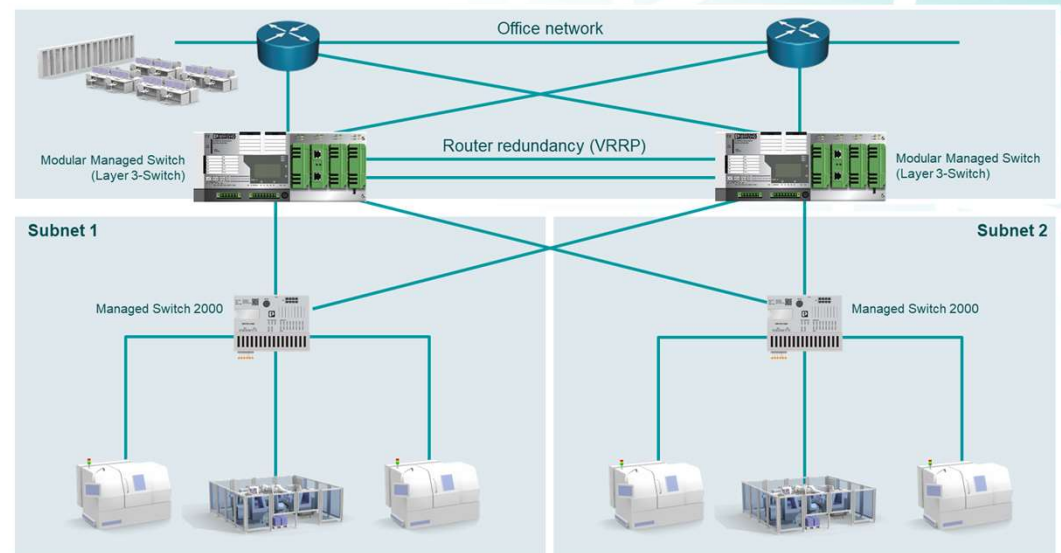 Office network
Router redundancy (VRRP)
Modular Managed Switch
(Layer 3-Switch)
Modular Managed Switch
(Layer 3-Switch)
Subnet 1
Subnet 2
Managed Switch 2000
Managed Switch 2000